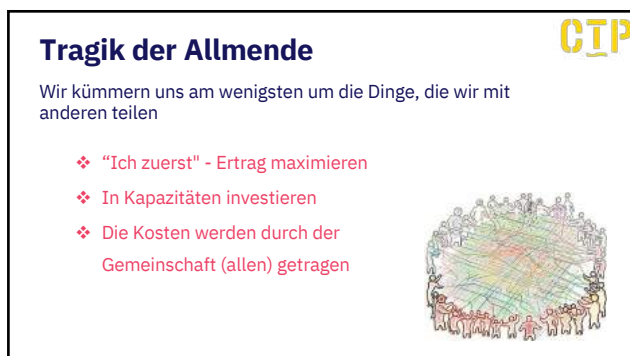 CTP
Tragik der Allmende
Wir kümmern uns am wenigsten um die Dinge, die wir mit
anderen teilen
❖ “Ich zuerst" - Ertrag maximieren
❖ In Kapazitäten investieren
❖ Die Kosten werden durch der
Gemeinschaft (allen) getragen